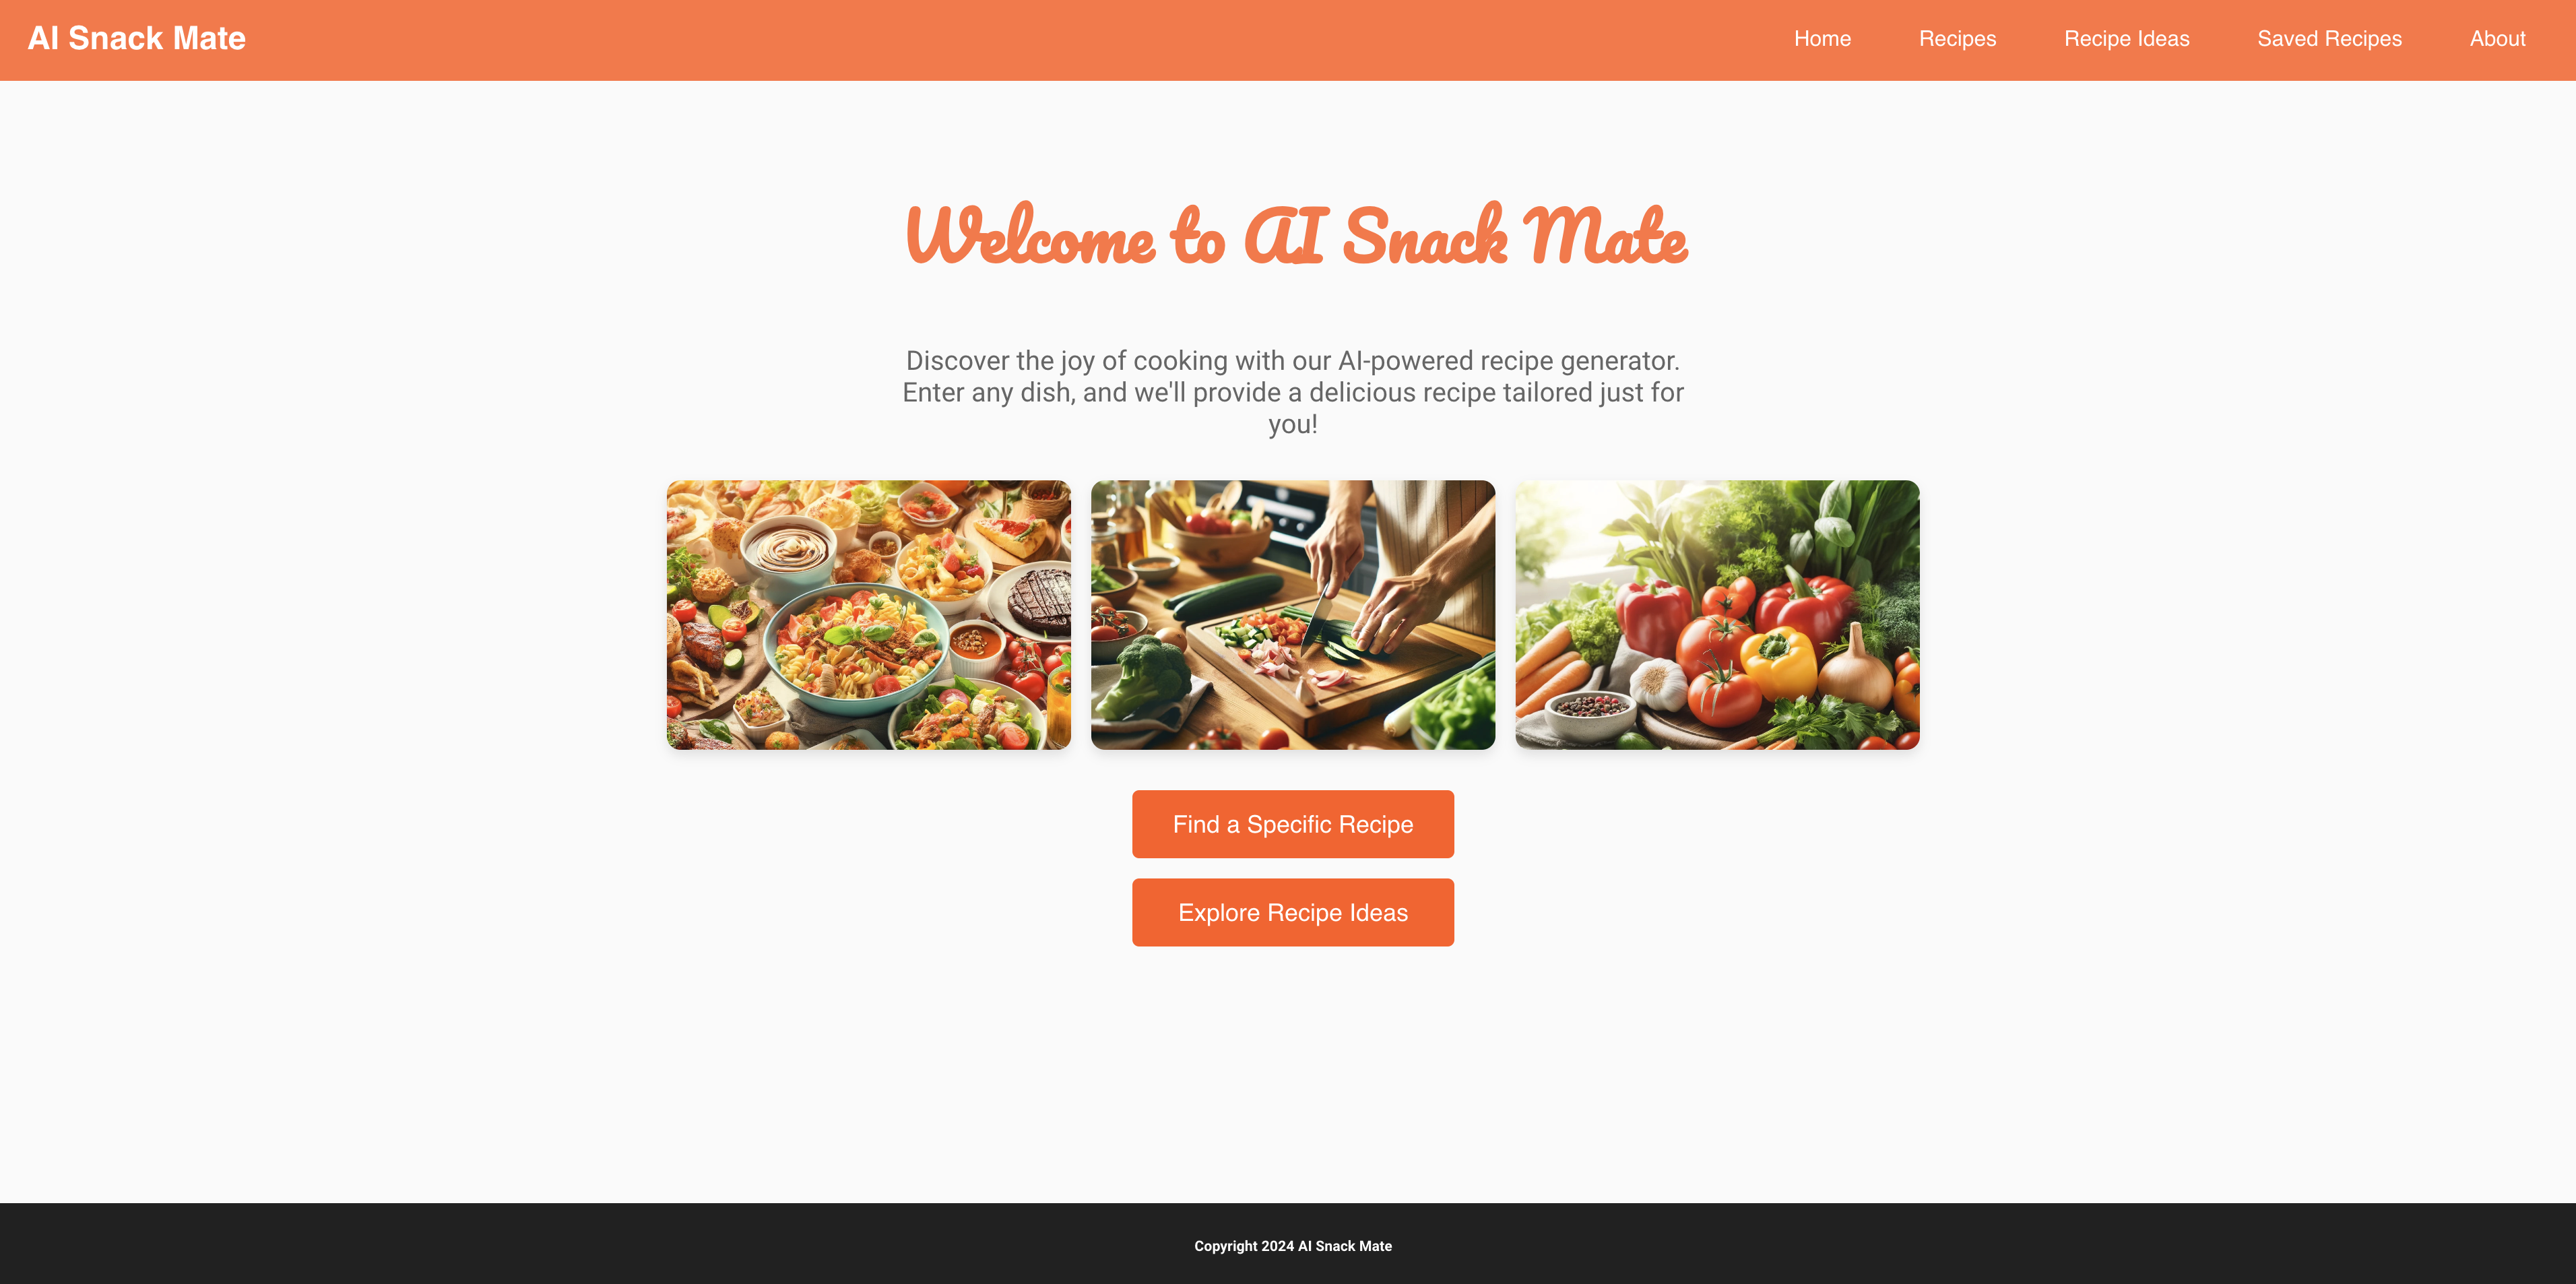 AI Snack Mate
Home
Recipes
Recipe Ideas
Saved Recipes
About
Welcome to AI Snack Mate
Discover the joy of cooking with our AI-powered recipe generator.
Enter any dish, and we'll provide a delicious recipe tailored just for
you!
Find a Specific Recipe
Explore Recipe Ideas
Copyright 2024 AI Snack Mate